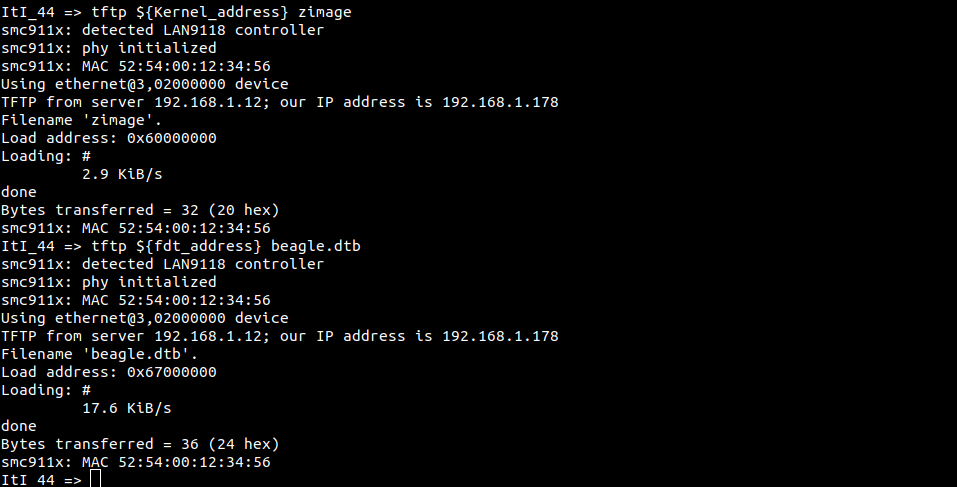 ItI_44 => tftp ${Kernel_address} zimage
smc911x: detected LAN9118 controller
smc911x: phy initialized
smc911x: MAC 52:54:00:12:34:56
Using ethernet@3,02000000 device
TFTP from server 192.168.1.12; our IP address is 192.168.1.178
Filename 'zimage'.
Load address: 0x60000000
Loading: #
         2.9 KiB/s
done
Bytes transferred = 32 (20 hex)
smc911x: MAC 52:54:00:12:34:56
ItI_44 => tftp ${fdt_address} beagle.dtb
smc911x: detected LAN9118 controller
smc911x: phy initialized
smc911x: MAC 52:54:00:12:34:56
Using ethernet@3,02000000 device
TFTP from server 192.168.1.12; our IP address is 192.168.1.178
Filename 'beagle.dtb'.
Load address: 0x67000000
Loading: #
         17.6 KiB/s
done
Bytes transferred = 36 (24 hex)
smc911x: MAC 52:54:00:12:34:56
ItI_44 =>